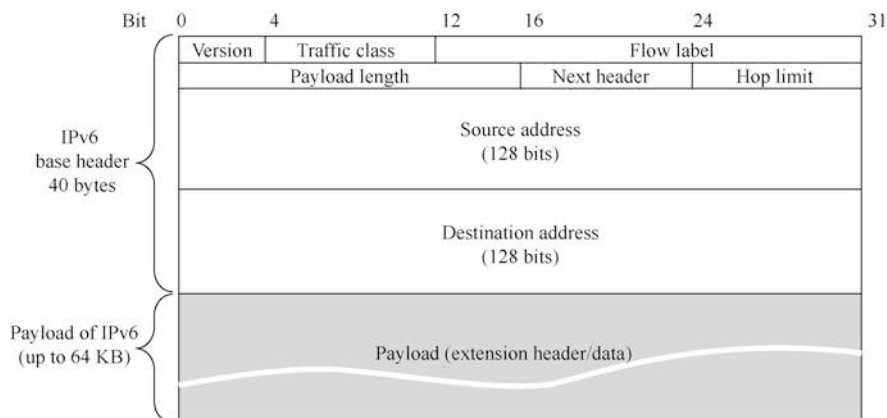 Bit 0 4 12 16 24 31
Version Traffic class Flow label
Payload length Next header Hop limit
IPv6
base header
40 bytes
Source address
(128 bits)
Destination address
(128 bits)
Payload of IPv6
(up to 64 KB)
Payload (extension header/data)